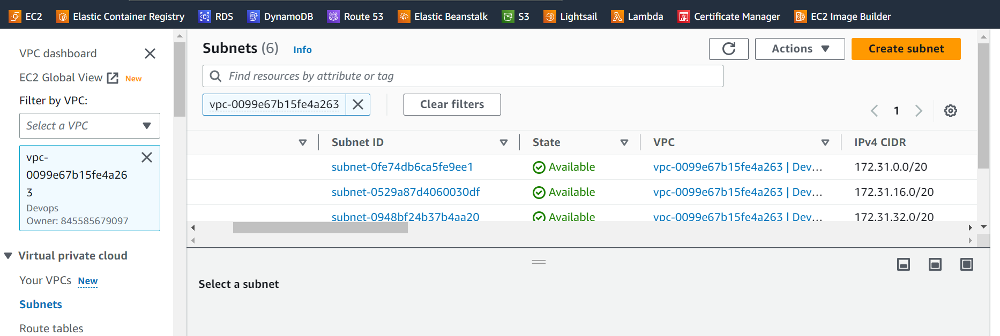 EC2 Elastic Container Registry RDS DynamoDB Route 53 Elastic Beanstalk S3 Lightsail Lambda Certificate Manager EC2 Image Builder
VPC dashboard
EC2 Global View New
Filter by VPC:
Select a VPC
vpc-
0099e67b15fe4a26
3
Devops
Owner: 845585679097
Virtual private cloud
Your VPCs New
Subnets
Route tables
Subnets (6) Info
Actions
Create subnet
Find resources by attribute or tag
vpc-0099e67b15fe4a263
Clear filters
1
Subnet ID State VPC IPv4 CIDR
subnet-0fe74db6ca5fe9ee1 Available vpc-0099e67b15fe4a263 | Dev... 172.31.0.0/20
subnet-0529a87d4060030df Available vpc-0099e67b15fe4a263 | Dev... 172.31.16.0/20
subnet-0948bf24b37b4aa20 Available vpc-0099e67b15fe4a263 | Dev... 172.31.32.0/20
Select a subnet